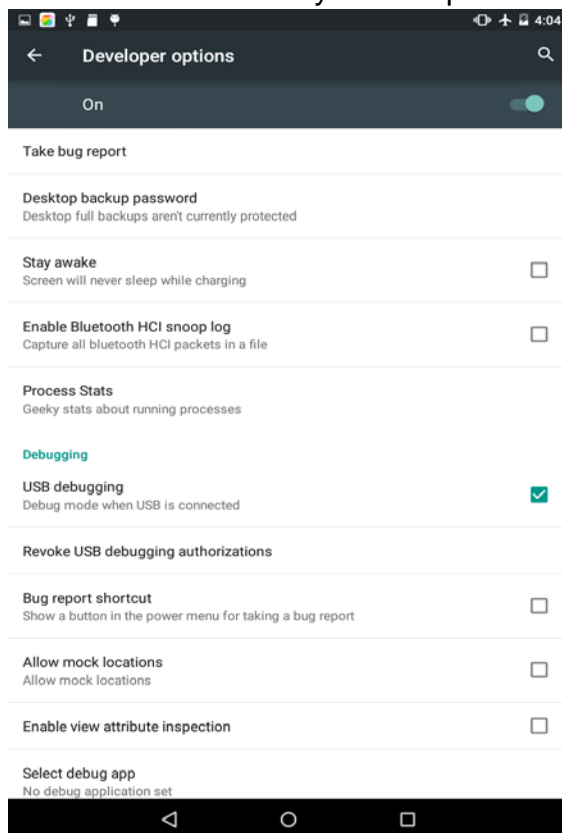 4:04
Developer options
On
Take bug report
Desktop backup password
Desktop full backups aren't currently protected
Stay awake
Screen will never sleep while charging
Enable Bluetooth HCI snoop log
Capture all bluetooth HCI packets in a file
Process Stats
Geeky stats about running processes
Debugging
USB debugging
Debug mode when USB is connected
Revoke USB debugging authorizations
Bug report shortcut
Show a button in the power menu for taking a bug report
Allow mock locations
Allow mock locations
Enable view attribute inspection
Select debug app
No debug application set